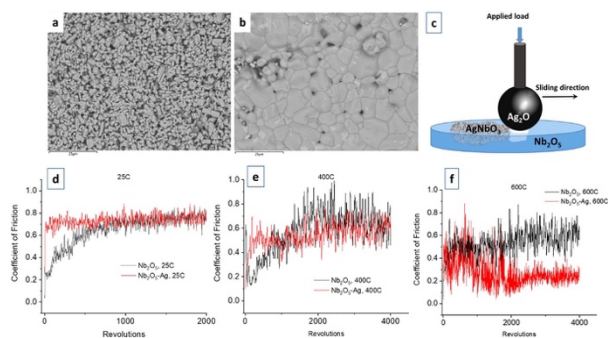 a
b
c
Applied load
Sliding direction
Ag₂O
AgNbO₃
Nb₂O₅
25µm
25µm
d
25C
Coefficient of Friction
1.0
0.8
0.6
0.4
0.2
0.0
Nb₂O₅, 25C
Nb₂O₅-Ag, 25C
0
1000
2000
Revolutions
e
400C
Coefficient of Friction
1.0
0.8
0.6
0.4
0.2
0.0
Nb₂O₅, 400C
Nb₂O₅-Ag, 400C
0
2000
4000
Revolutions
f
600C
Coefficient of Friction
1.0
0.8
0.6
0.4
0.2
0.0
Nb₂O₅, 600C
Nb₂O₅-Ag, 600C
0
2000
4000
Revolutions